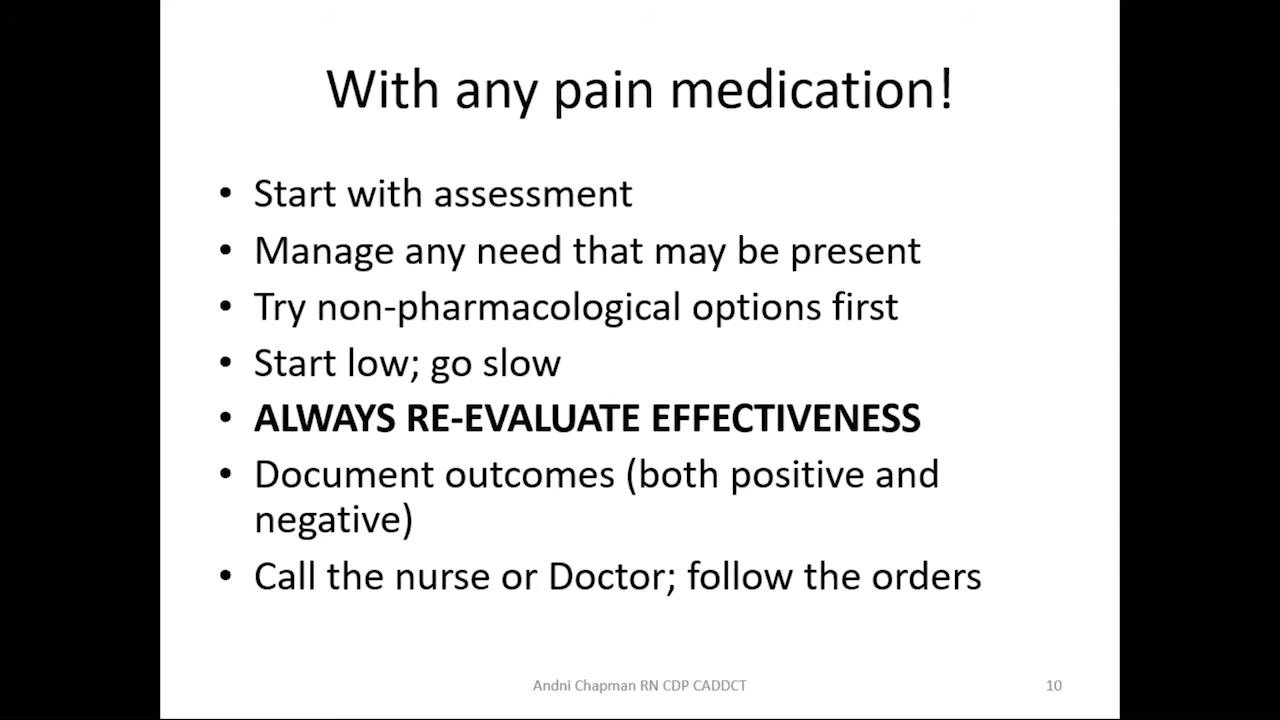 With any pain medication!
• Start with assessment
• Manage any need that may be present
• Try non-pharmacological options first
• Start low; go slow
• ALWAYS RE-EVALUATE EFFECTIVENESS
• Document outcomes (both positive and
negative)
• Call the nurse or Doctor; follow the orders
Andni Chapman RN CDP CADDCT
10